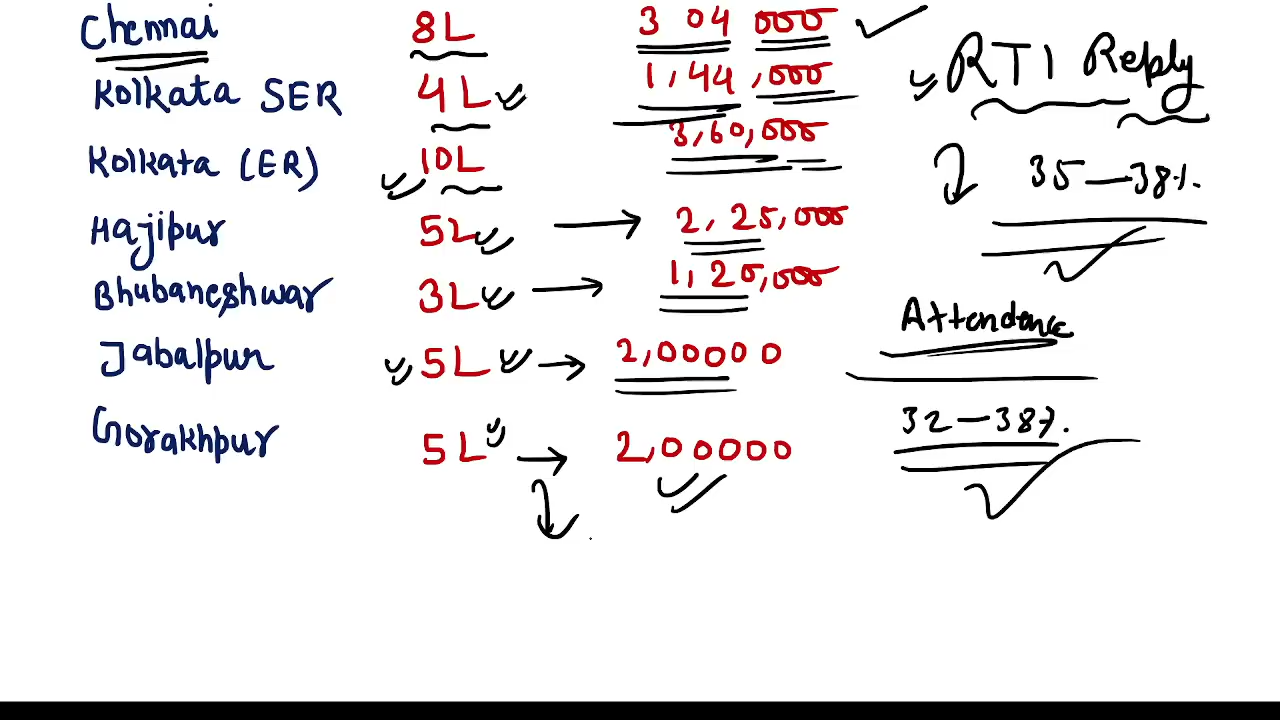 Chennai 8L 3 04 000
Kolkata SER 4L 1,44,000
RTI Reply
Kolkata (ER) 10L 3,60,000
35 — 38%.
Hajipur 5L → 2,25,000
Bhubaneshwar 3L → 1,20,000
Attendence
Jabalpur 5L → 2,00000
Gorakhpur 5L → 2,00000
32 — 38%.